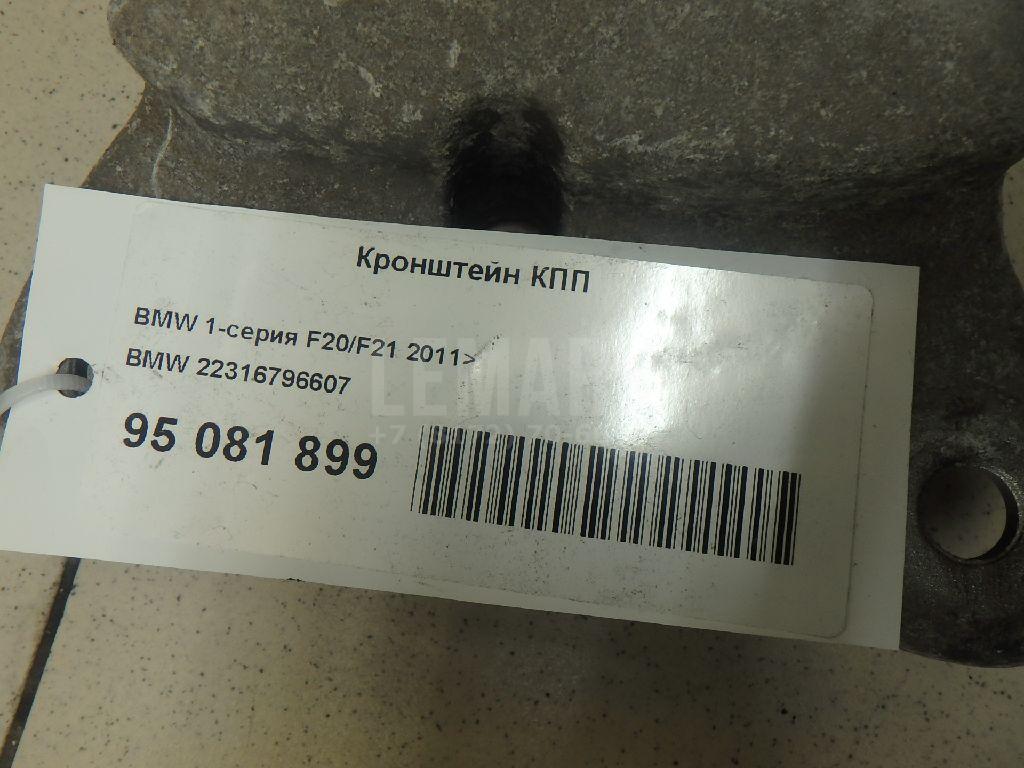 Кронштейн КПП
BMW 1-серия F20/F21 2011>
BMW 22316796607
95 081 899